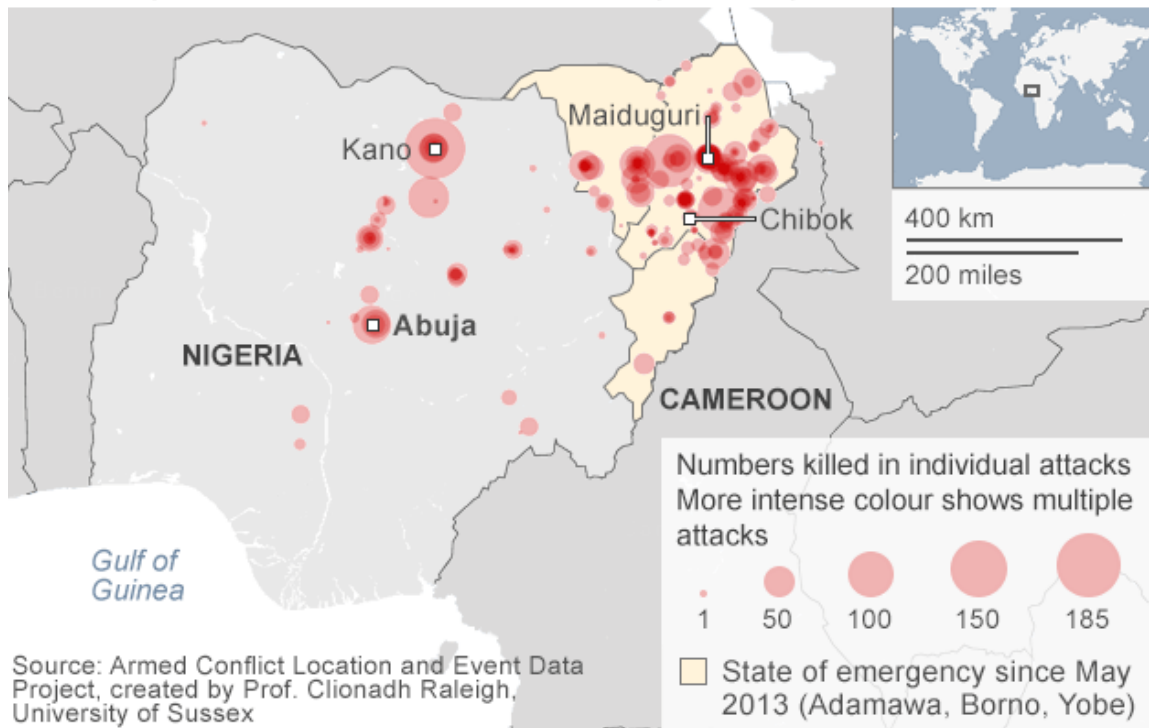 Maiduguri
Kano
Chibok
400 km
200 miles
Abuja
NIGERIA
CAMEROON
Numbers killed in individual attacks
More intense colour shows multiple
attacks
1 50 100 150 185
Gulf of
Guinea
State of emergency since May
2013 (Adamawa, Borno, Yobe)
Source: Armed Conflict Location and Event Data
Project, created by Prof. Clionadh Raleigh,
University of Sussex